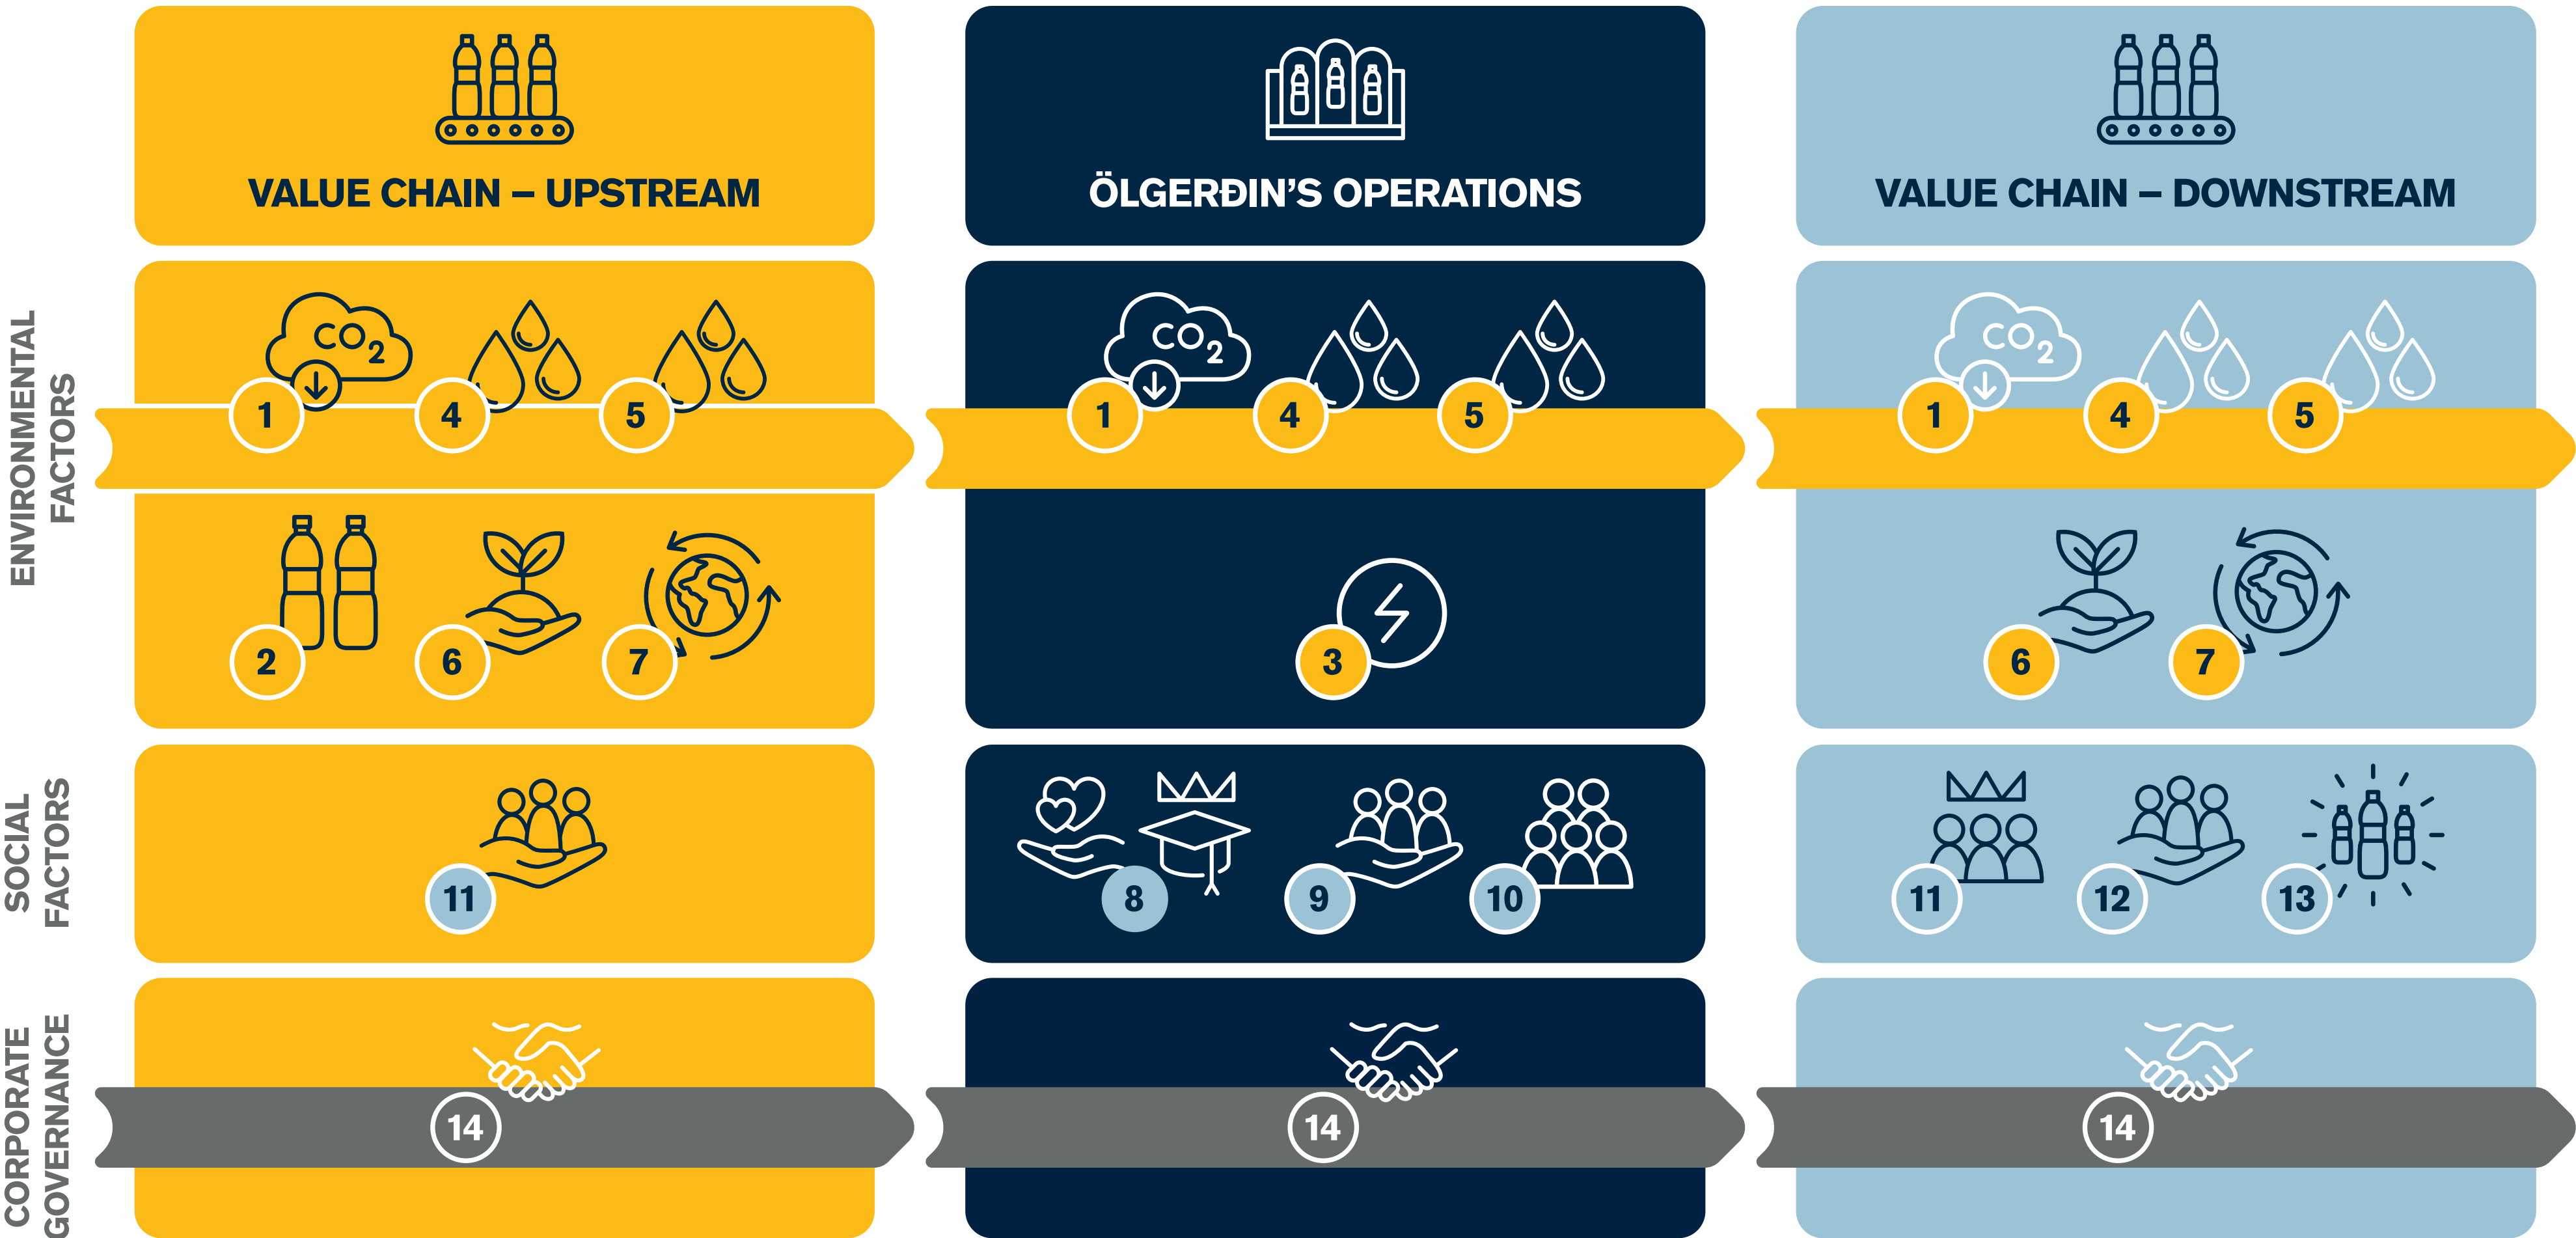 VALUE CHAIN – UPSTREAM
ÖLGERÐIN'S OPERATIONS
VALUE CHAIN – DOWNSTREAM
ENVIRONMENTAL
FACTORS
CO2
1
4
5
CO2
1
4
5
CO2
1
4
5
2
6
7
3
6
7
SOCIAL
FACTORS
11
8
9
10
11
12
13
CORPORATE
GOVERNANCE
14
14
14